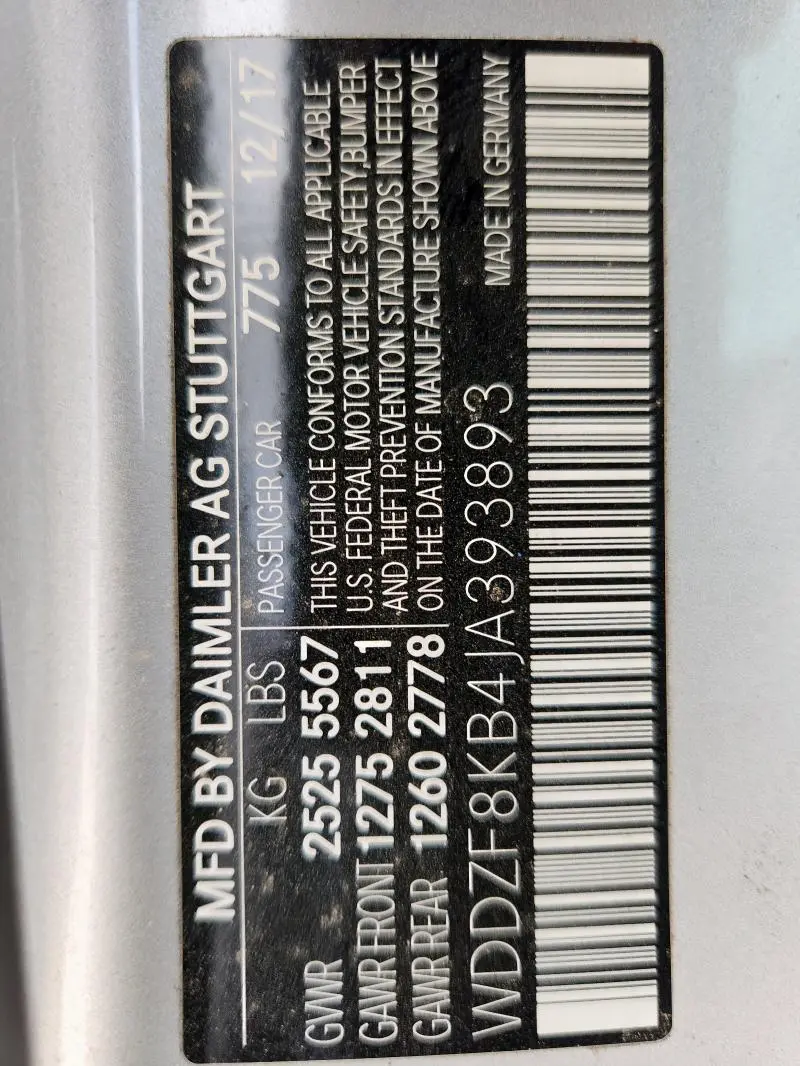 MFD BY DAIMLER AG STUTTGART
KG LBS PASSENGER CAR 775 12/17
GVWR 2525 5567 THIS VEHICLE CONFORMS TO ALL APPLICABLE
GAWR FRONT 1275 2811 U.S. FEDERAL MOTOR VEHICLE SAFETY,BUMPER
AND THEFT PREVENTION STANDARDS IN EFFECT
GAWR REAR 1260 2778 ON THE DATE OF MANUFACTURE SHOWN ABOVE
WDDZF8KB4JA393893 MADE IN GERMANY